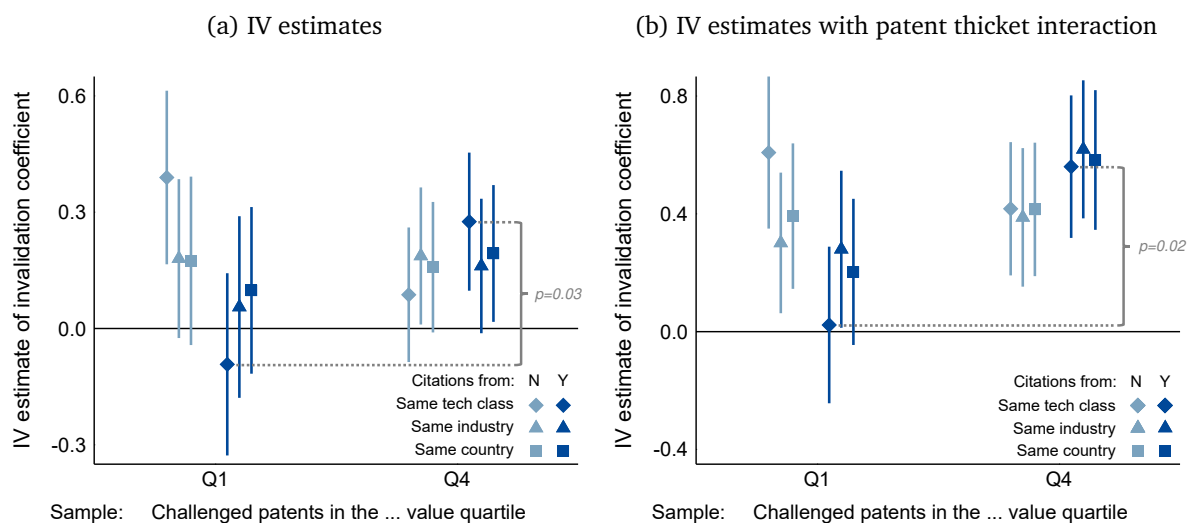 (a) IV estimates
IV estimate of invalidation coefficient
0.6
0.3
0.0
-0.3
p=0.03
Citations from: N Y
Same tech class
Same industry
Same country
Q1 Q4
Sample: Challenged patents in the ... value quartile
(b) IV estimates with patent thicket interaction
IV estimate of invalidation coefficient
0.8
0.4
0.0
-0.4
p=0.02
Citations from: N Y
Same tech class
Same industry
Same country
Q1 Q4
Sample: Challenged patents in the ... value quartile